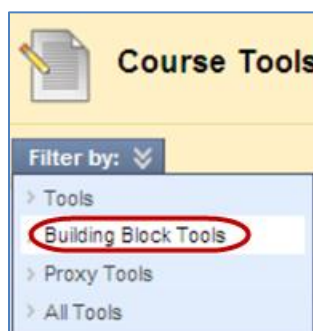 Course Tools
Filter by:
Tools
Building Block Tools
Proxy Tools
All Tools